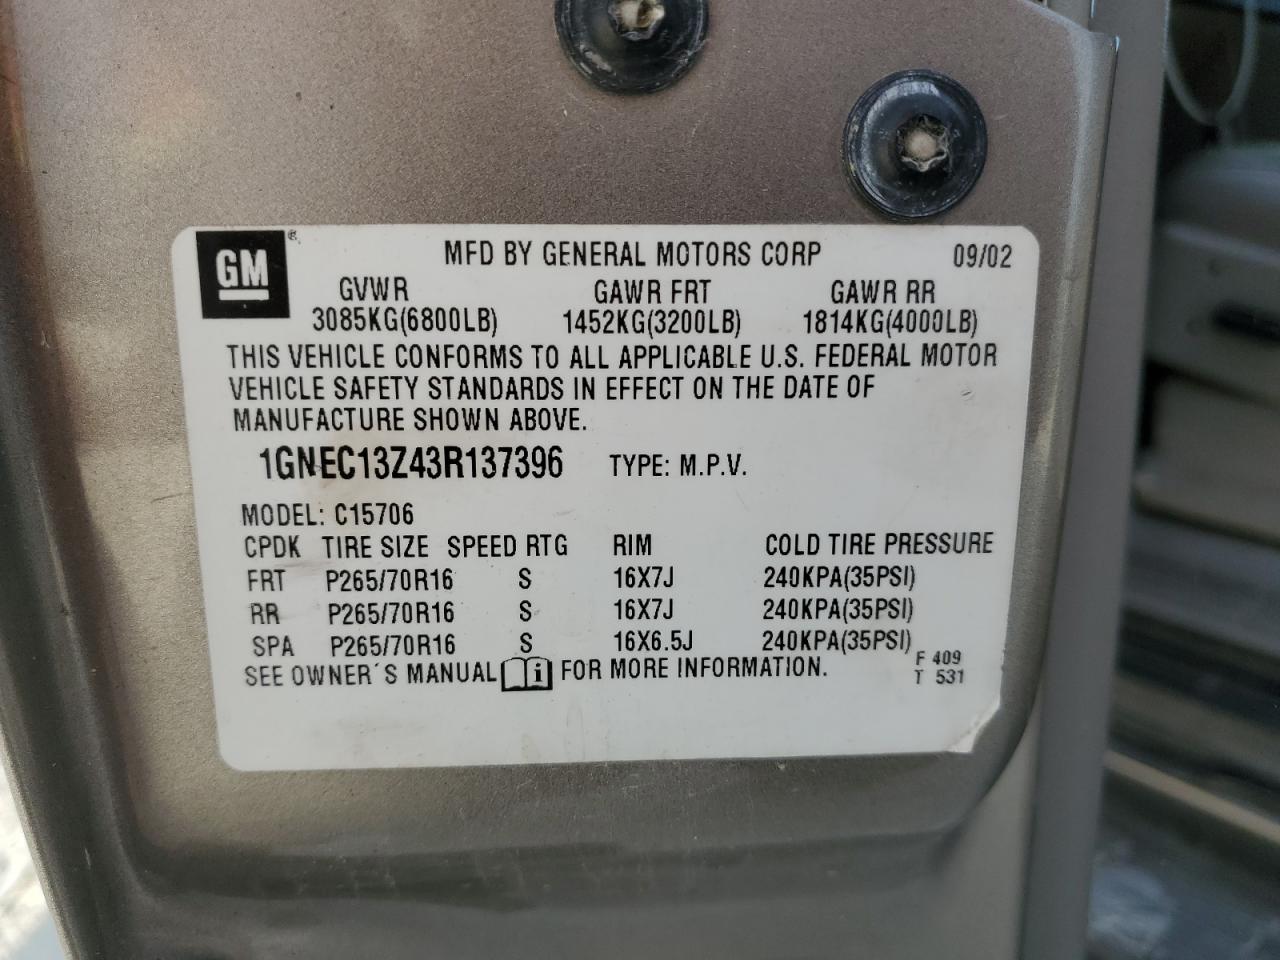 GM®
MFD BY GENERAL MOTORS CORP 09/02
GVWR GAWR FRT GAWR RR
3085KG(6800LB) 1452KG(3200LB) 1814KG(4000LB)
THIS VEHICLE CONFORMS TO ALL APPLICABLE U.S. FEDERAL MOTOR
VEHICLE SAFETY STANDARDS IN EFFECT ON THE DATE OF
MANUFACTURE SHOWN ABOVE.
1GNEC13Z43R137396 TYPE: M.P.V.
MODEL: C15706
CPDK TIRE SIZE SPEED RTG RIM COLD TIRE PRESSURE
FRT P265/70R16 S 16X7J 240KPA(35PSI)
RR P265/70R16 S 16X7J 240KPA(35PSI)
SPA P265/70R16 S 16X6.5J 240KPA(35PSI)
SEE OWNER´S MANUAL i FOR MORE INFORMATION.
F 409
T 531